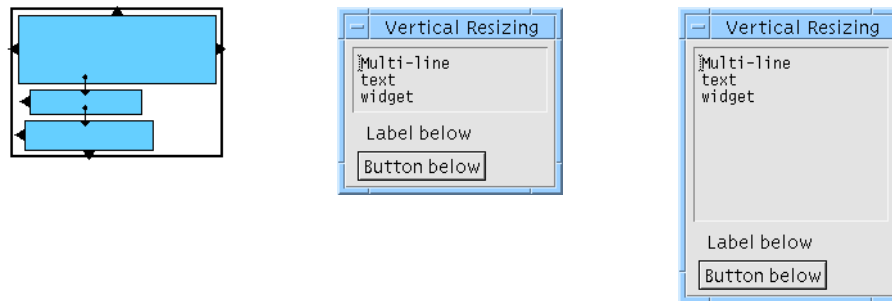 Vertical Resizing
Multi-line
text
widget
Label below
Button below
Vertical Resizing
Multi-line
text
widget
Label below
Button below